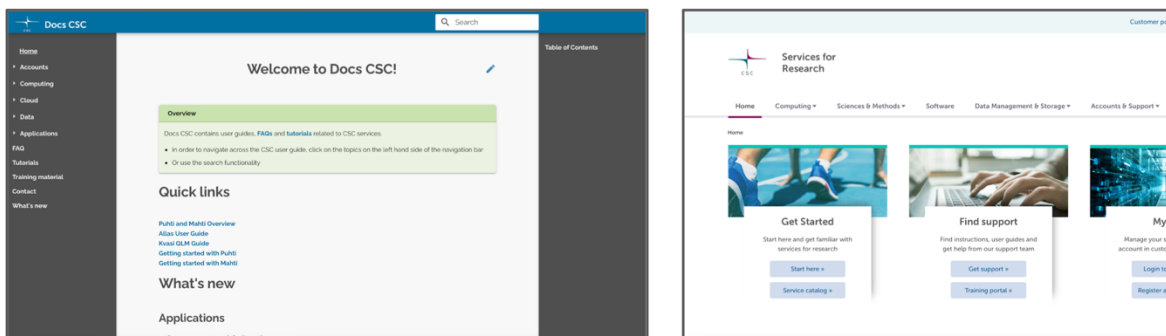 CSC
Docs CSC
Search
Home
Accounts
Computing
Cloud
Data
Applications
FAQ
Tutorials
Training material
Contact
What's new
Welcome to Docs CSC!
Overview
Docs CSC contains user guides, FAQs and tutorials related to CSC services.
In order to navigate across the CSC user guide, click on the topics on the left hand side of the navigation bar
Or use the search functionality
Quick links
Puhti and Mahti Overview
Allas User Guide
Kvasi QLM Guide
Getting started with Puhti
Getting started with Mahti
What's new
Applications
Table of Contents
Customer po
CSC
Services for
Research
Home Computing Sciences & Methods Software Data Management & Storage Accounts & Support
Home
Get Started
Start here and get familiar with
services for research
Start here »
Service catalog »
Find support
Find instructions, user guides and
get help from our support team
Get support »
Training portal »
My
Manage your s
account in custo
Login to
Register a